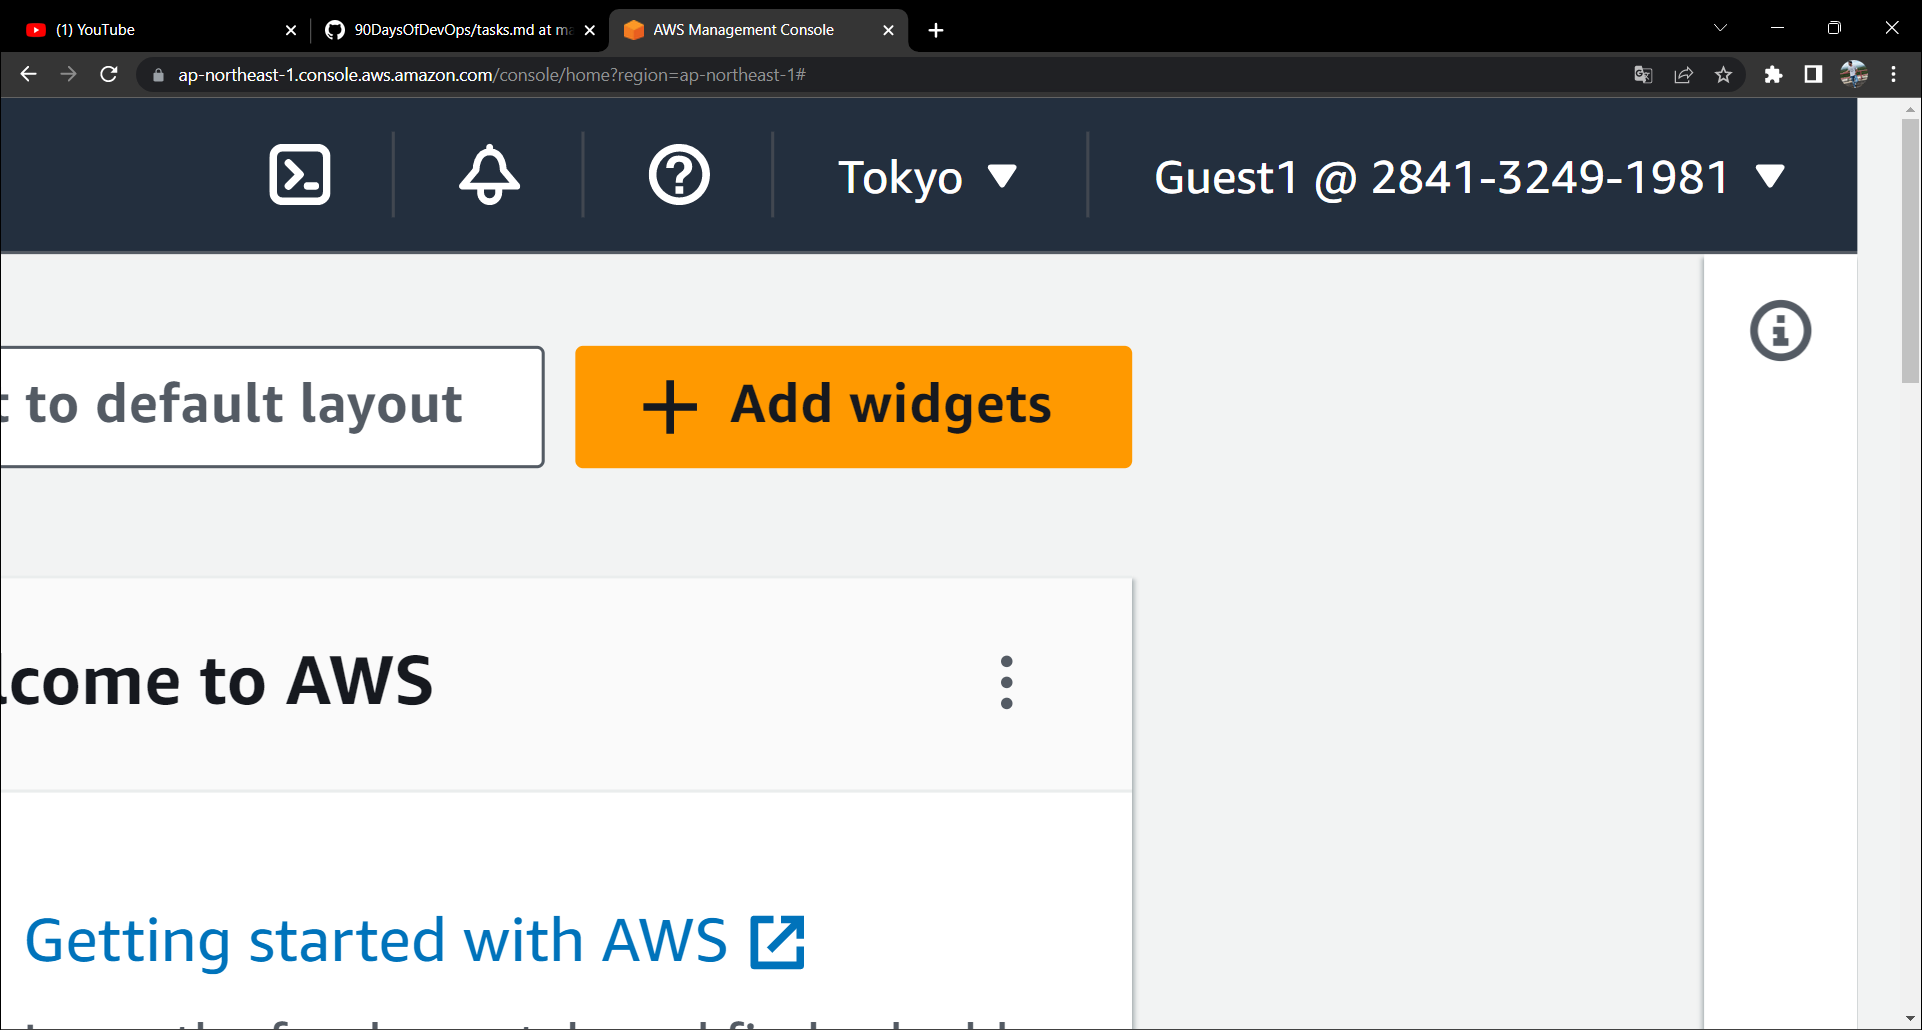 (1) YouTube
90DaysOfDevOps/tasks.md at ma
AWS Management Console
ap-northeast-1.console.aws.amazon.com/console/home?region=ap-northeast-1#
Tokyo
Guest1 @ 2841-3249-1981
t to default layout
+ Add widgets
lcome to AWS
Getting started with AWS